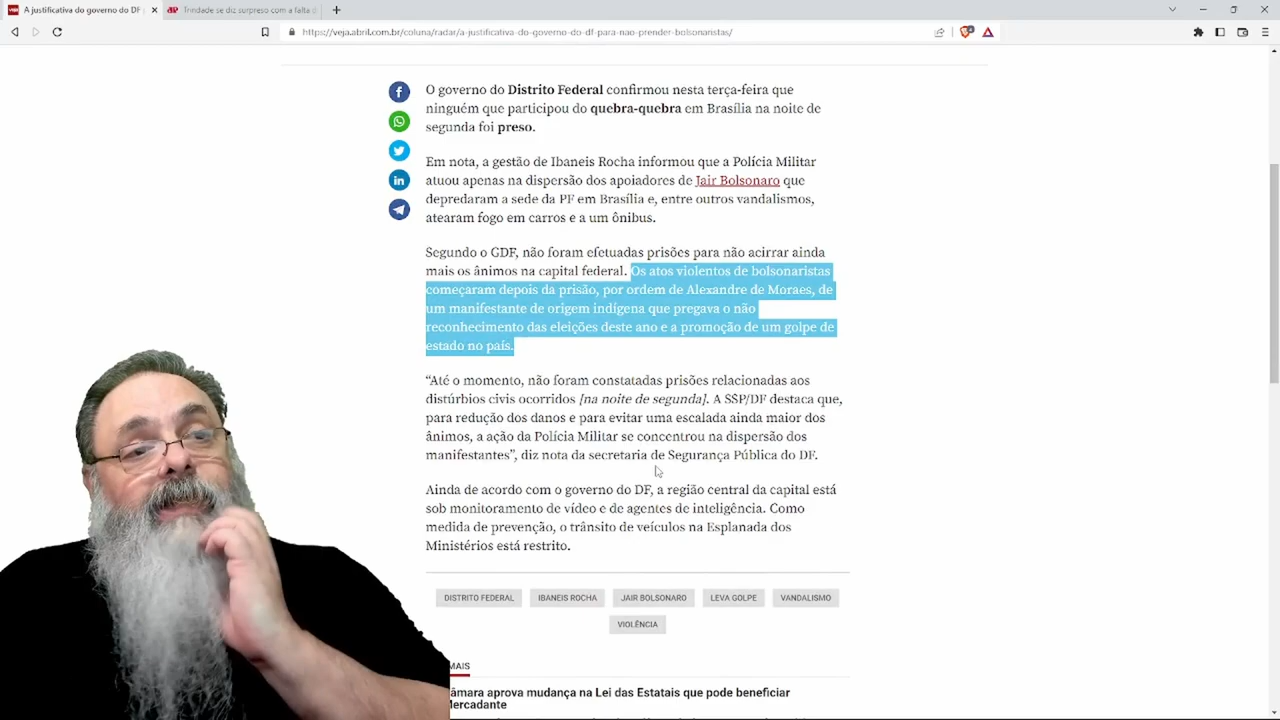 veja
A justificativa do governo do DF
JP
Trindade se diz surpreso com a falta d
https://veja.abril.com.br/coluna/radar/a-justificativa-do-governo-do-df-para-nao-prender-bolsonaristas/
O governo do Distrito Federal confirmou nesta terça-feira que
ninguém que participou do quebra-quebra em Brasília na noite de
segunda foi preso.
Em nota, a gestão de Ibaneis Rocha informou que a Polícia Militar
atuou apenas na dispersão dos apoiadores de Jair Bolsonaro que
depredaram a sede da PF em Brasília e, entre outros vandalismos,
atearam fogo em carros e a um ônibus.
Segundo o GDF, não foram efetuadas prisões para não acirrar ainda
mais os ânimos na capital federal. Os atos violentos de bolsonaristas
começaram depois da prisão, por ordem de Alexandre de Moraes, de
um manifestante de origem indígena que pregava o não
reconhecimento das eleições deste ano e a promoção de um golpe de
estado no país.
“Até o momento, não foram constatadas prisões relacionadas aos
distúrbios civis ocorridos [na noite de segunda]. A SSP/DF destaca que,
para redução dos danos e para evitar uma escalada ainda maior dos
ânimos, a ação da Polícia Militar se concentrou na dispersão dos
manifestantes”, diz nota da secretaria de Segurança Pública do DF.
Ainda de acordo com o governo do DF, a região central da capital está
sob monitoramento de vídeo e de agentes de inteligência. Como
medida de prevenção, o trânsito de veículos na Esplanada dos
Ministérios está restrito.
DISTRITO FEDERAL
IBANEIS ROCHA
JAIR BOLSONARO
LEVA GOLPE
VANDALISMO
VIOLÊNCIA
MAIS
âmara aprova mudança na Lei das Estatais que pode beneficiar
Mercadante